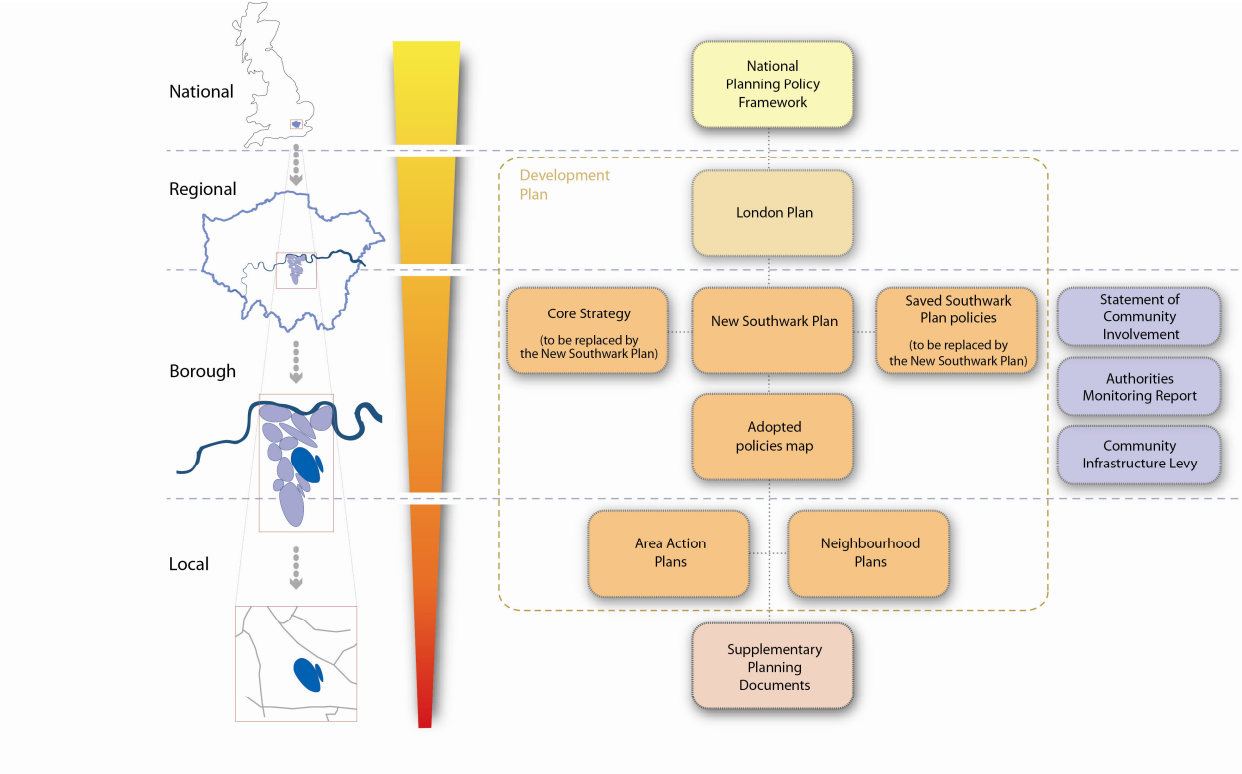 National
National
Planning Policy
Framework
Regional
Development
Plan
London Plan
Borough
Core Strategy
(to be replaced by
the New Southwark Plan)
New Southwark Plan
Saved Southwark
Plan policies
(to be replaced by
the New Southwark Plan)
Statement of
Community
Involvement
Authorities
Monitoring Report
Adopted
policies map
Community
Infrastructure Levy
Local
Area Action
Plans
Neighbourhood
Plans
Supplementary
Planning
Documents